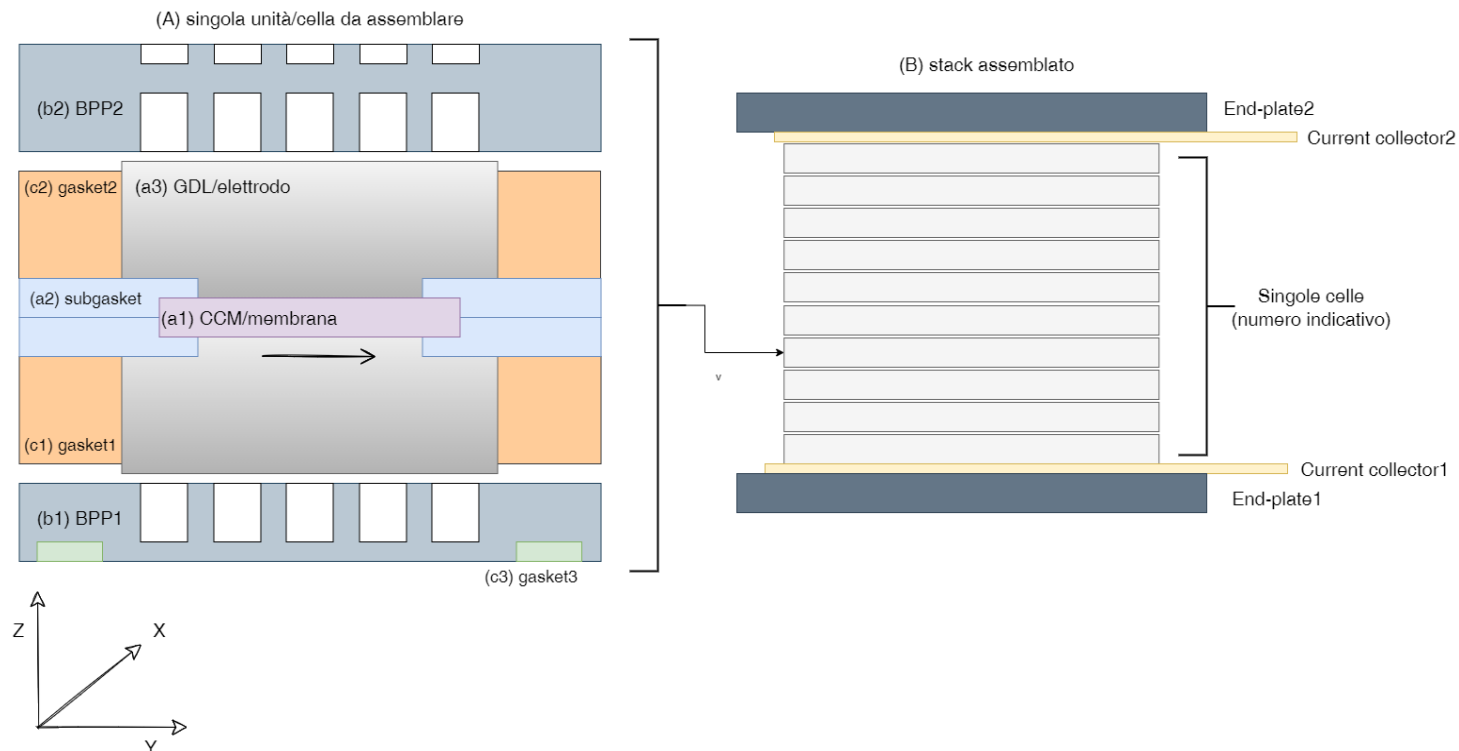 (A) singola unità/cella da assemblare
(b2) BPP2
(c2) gasket2
(a3) GDL/elettrodo
(a2) subgasket
(a1) CCM/membrana
(c1) gasket1
(b1) BPP1
(c3) gasket3
Z
X
Y
(B) stack assemblato
End-plate2
Current collector2
Singole celle
(numero indicativo)
v
Current collector1
End-plate1